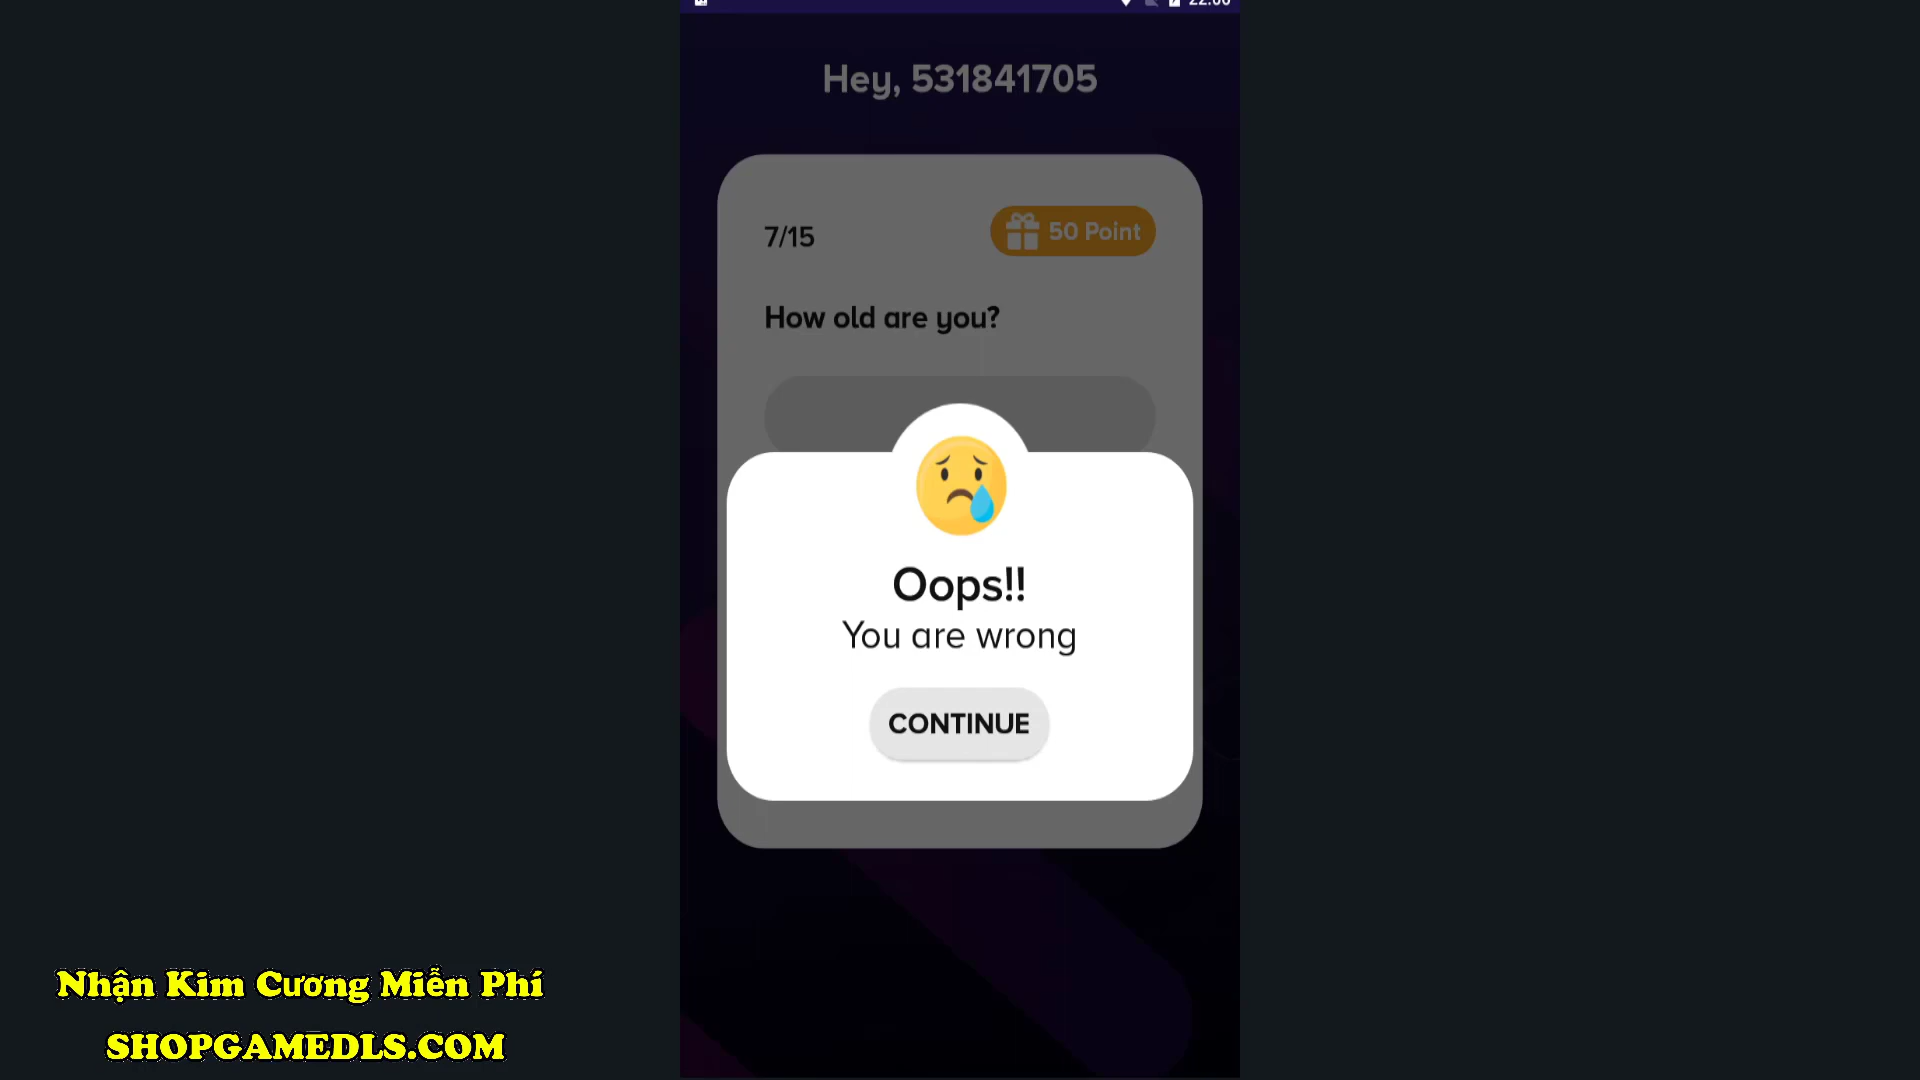 Hey, 531841705
7/15
50 Point
How old are you?
Oops!!
You are wrong
CONTINUE
Nhận Kim Cương Miễn Phí
SHOPGAMEDLS.COM